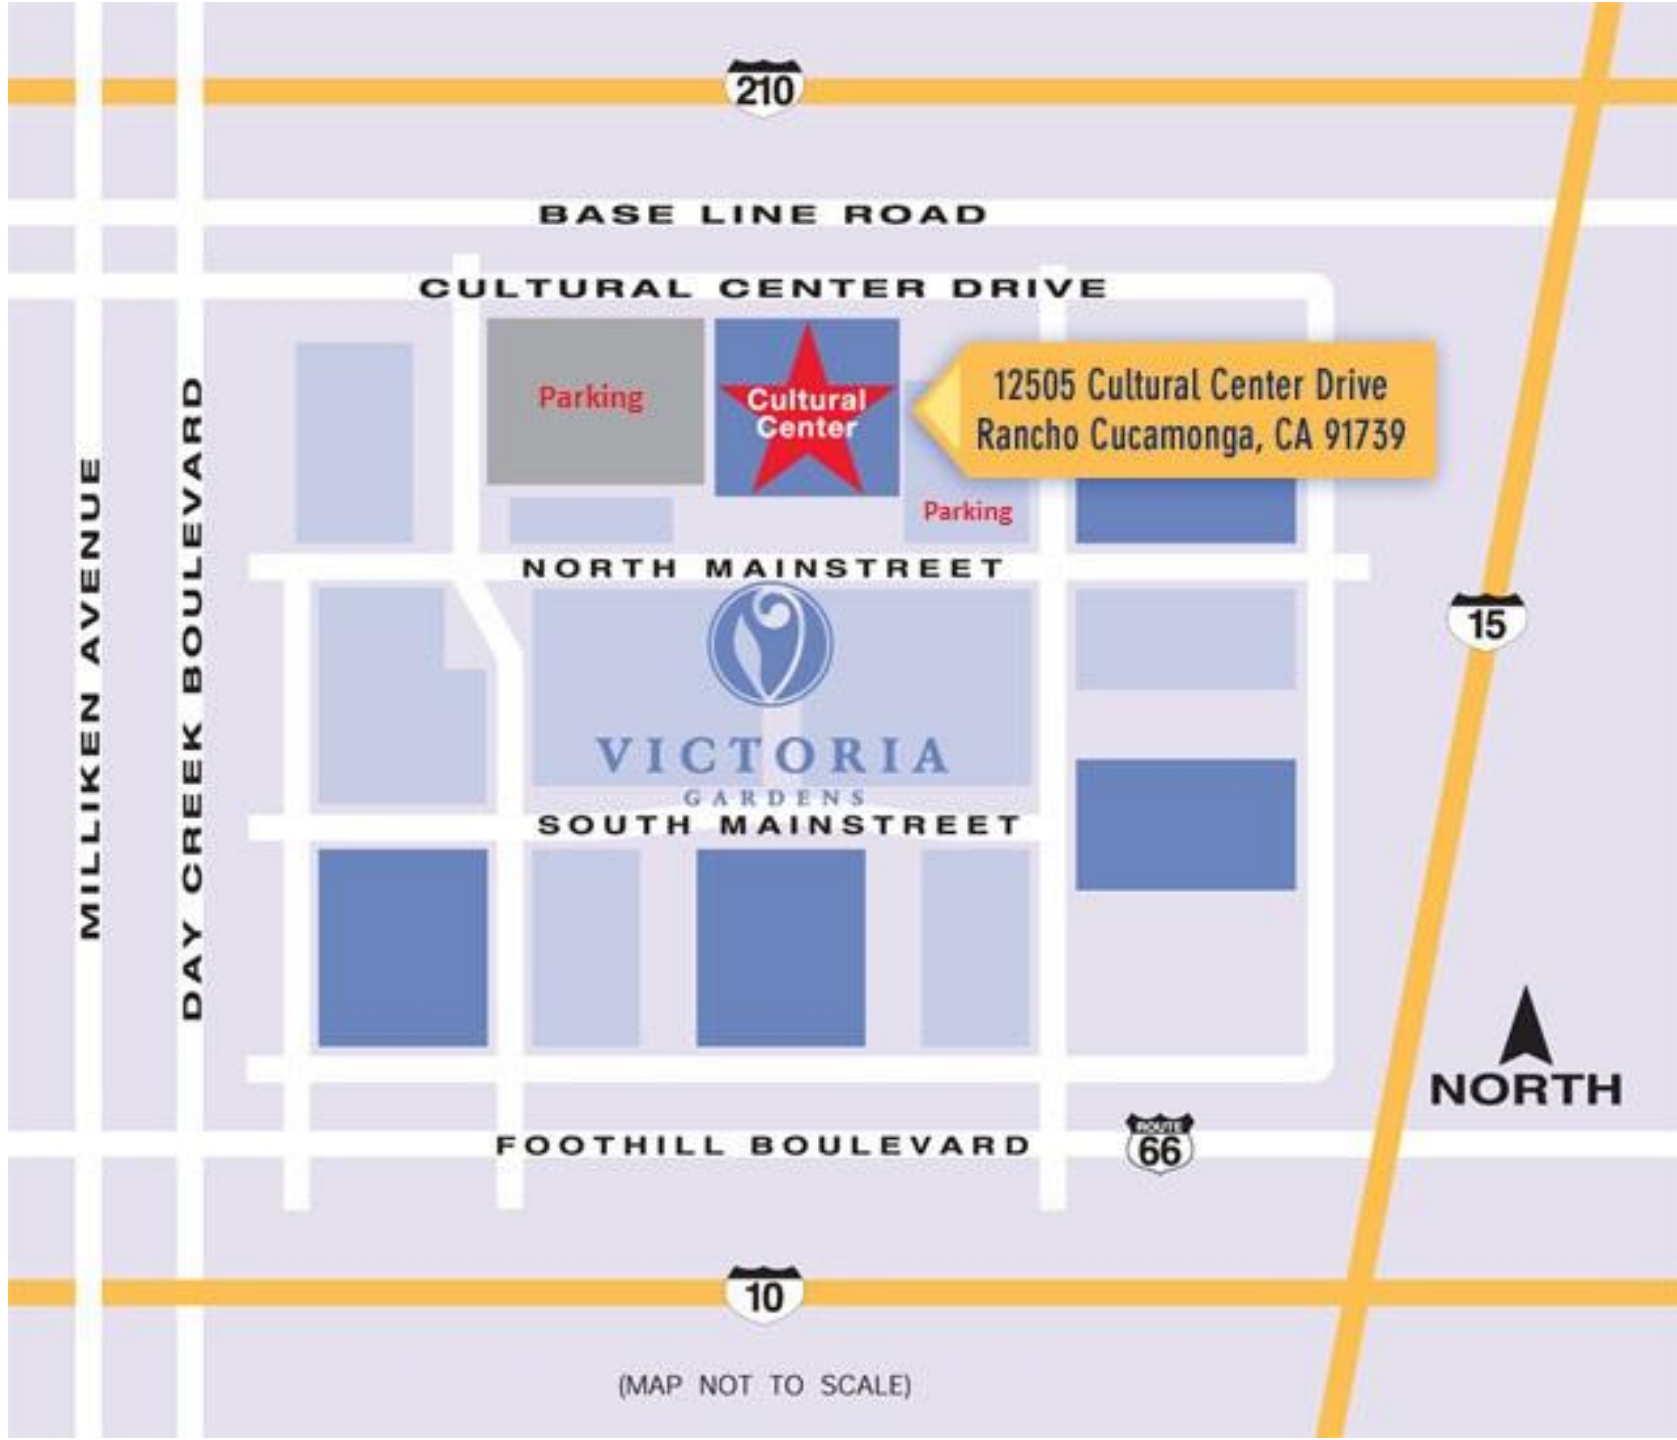 210
BASE LINE ROAD
CULTURAL CENTER DRIVE
Parking
Cultural
Center
12505 Cultural Center Drive
Rancho Cucamonga, CA 91739
Parking
MILLIKEN AVENUE
DAY CREEK BOULEVARD
NORTH MAINSTREET
15
VICTORIA
GARDENS
SOUTH MAINSTREET
NORTH
FOOTHILL BOULEVARD
ROUTE
66
10
(MAP NOT TO SCALE)